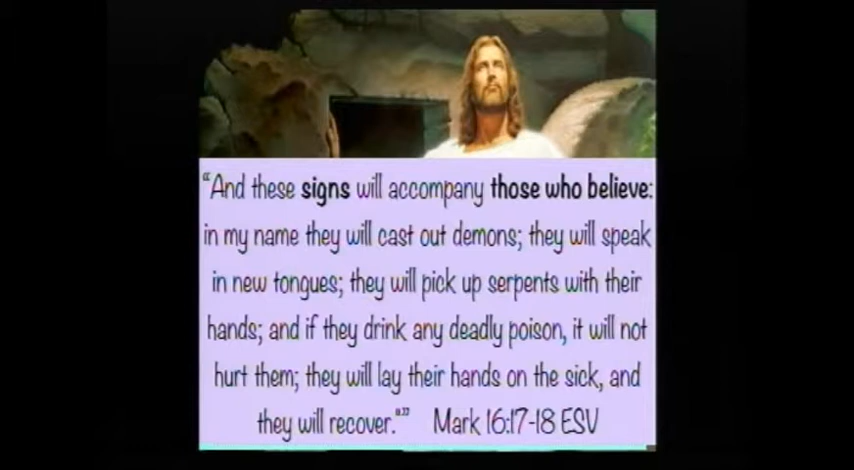 “And these signs will accompany those who believe:
in my name they will cast out demons; they will speak
in new tongues; they will pick up serpents with their
hands; and if they drink any deadly poison, it will not
hurt them; they will lay their hands on the sick, and
they will recover.”” Mark 16:17-18 ESV